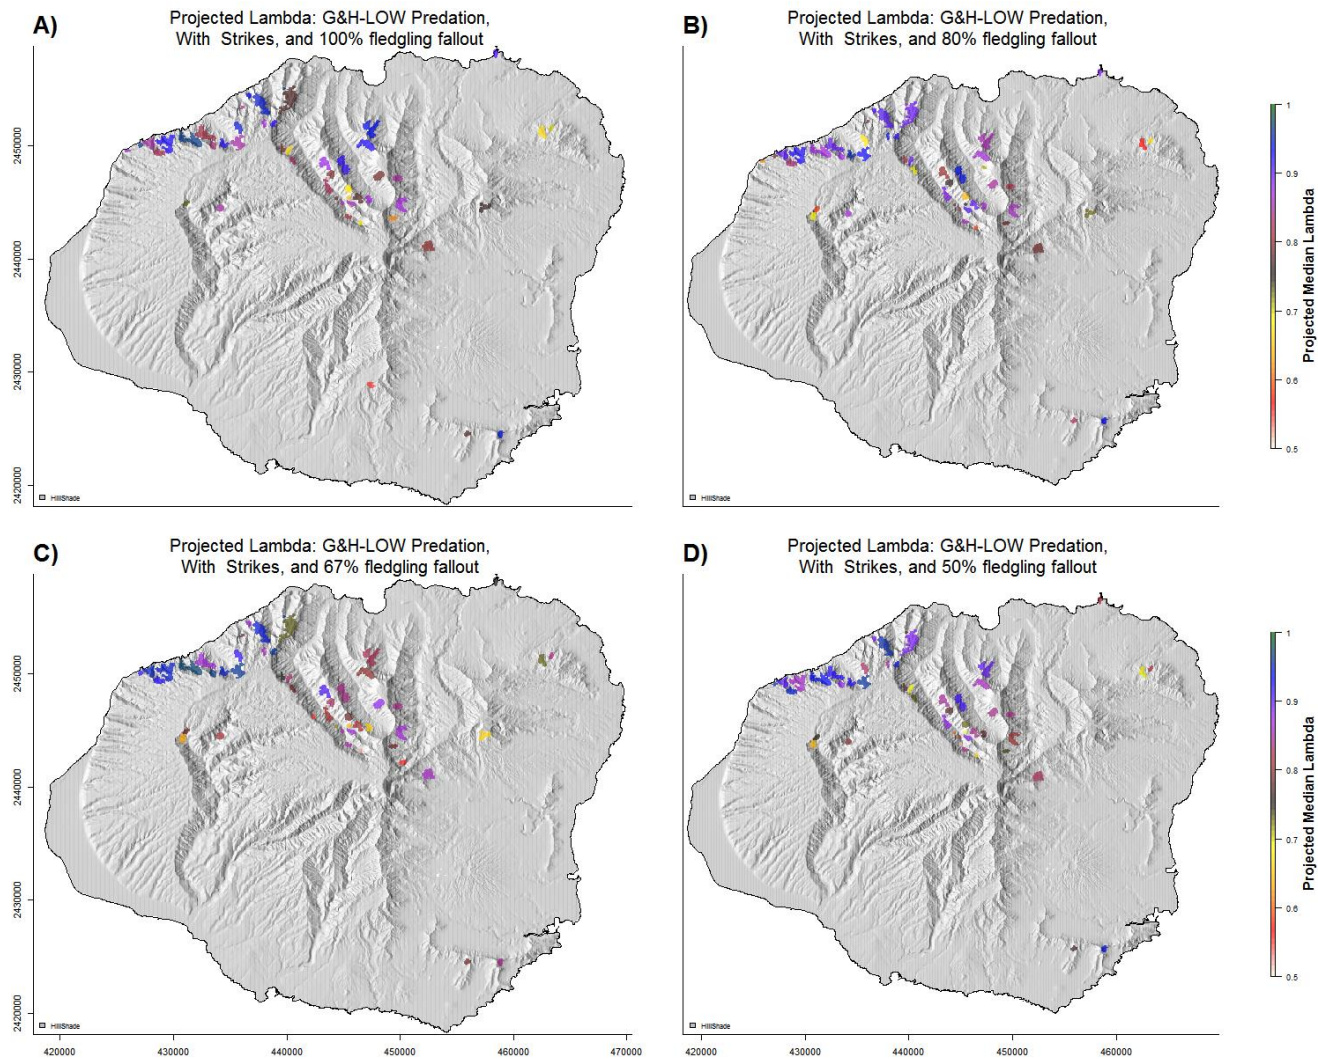 A)
Projected Lambda: G&H-LOW Predation,
With Strikes, and 100% fledgling fallout
B)
Projected Lambda: G&H-LOW Predation,
With Strikes, and 80% fledgling fallout
2450000
2440000
2430000
2420000
HillShade
HillShade
1
0.9
0.8
0.7
0.6
0.5
Projected Median Lambda
C)
Projected Lambda: G&H-LOW Predation,
With Strikes, and 67% fledgling fallout
D)
Projected Lambda: G&H-LOW Predation,
With Strikes, and 50% fledgling fallout
2450000
2440000
2430000
2420000
HillShade
HillShade
1
0.9
0.8
0.7
0.6
0.5
Projected Median Lambda
420000 430000 440000 450000 460000 470000
420000 430000 440000 450000 460000